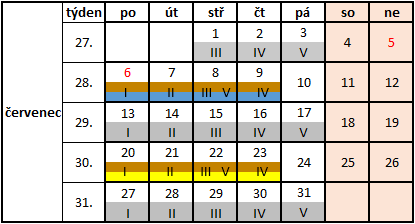 týden po út stř čt pá so ne
27. 1 2 3 4 5
III IV V
28. 6 7 8 9 10 11 12
I II III V IV
červenec
29. 13 14 15 16 17 18 19
I II III IV V
30. 20 21 22 23 24 25 26
I II III V IV
31. 27 28 29 30 31
I II III IV V